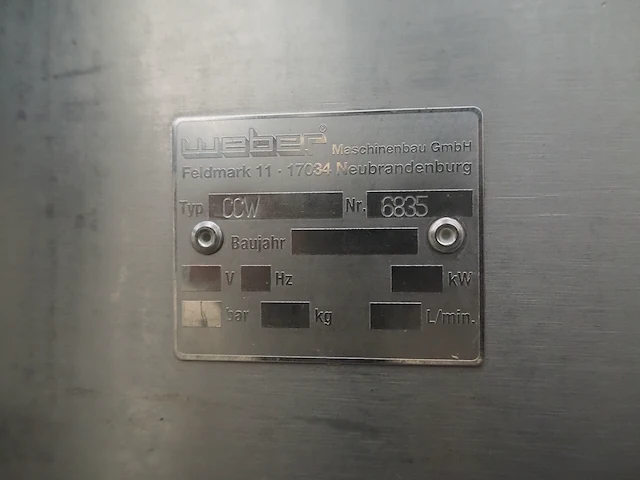 weber® Maschinenbau GmbH
Feldmark 11 · 17034 Neubrandenburg
Typ CCW Nr. 6835
Baujahr
V Hz kW
bar kg L/min.